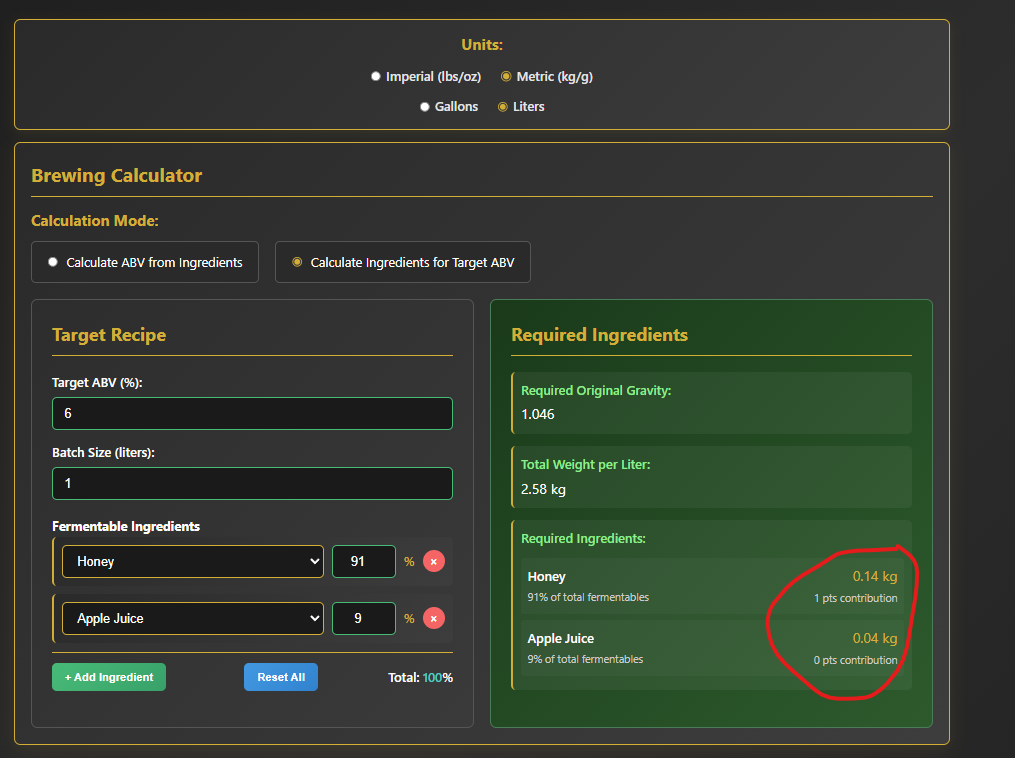 Units:
Imperial (lbs/oz) Metric (kg/g)
Gallons Liters
Brewing Calculator
Calculation Mode:
Calculate ABV from Ingredients Calculate Ingredients for Target ABV
Target Recipe
Target ABV (%):
6
Batch Size (liters):
1
Fermentable Ingredients
Honey 91 % ×
Apple Juice 9 % ×
+ Add Ingredient Reset All Total: 100%
Required Ingredients
Required Original Gravity:
1.046
Total Weight per Liter:
2.58 kg
Required Ingredients:
Honey 0.14 kg
91% of total fermentables 1 pts contribution
Apple Juice 0.04 kg
9% of total fermentables 0 pts contribution